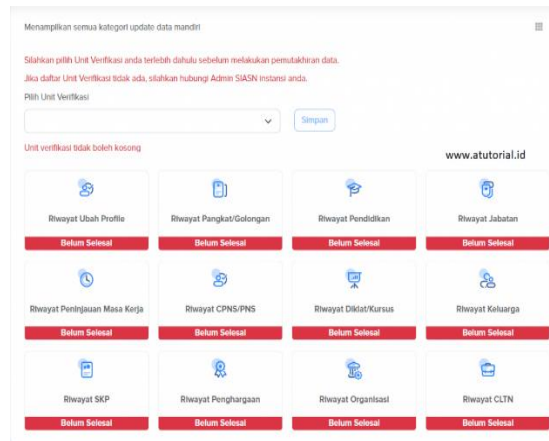 Menampilkan semua kategori update data mandiri
Silahkan pilih Unit Verifikasi anda terlebih dahulu sebelum melakukan pemutakhiran data.
Jika daftar Unit Verifikasi tidak ada, silahkan hubungi Admin SIASN instansi anda.
Pilih Unit Verifikasi
Simpan
Unit verifikasi tidak boleh kosong
www.atutorial.id
Riwayat Ubah Profile
Riwayat Pangkat/Golongan
Riwayat Pendidikan
Riwayat Jabatan
Belum Selesai
Belum Selesai
Belum Selesai
Belum Selesai
Riwayat Peninjauan Masa Kerja
Riwayat CPNS/PNS
Riwayat Diklat/Kursus
Riwayat Keluarga
Belum Selesai
Belum Selesai
Belum Selesai
Belum Selesai
Riwayat SKP
Riwayat Penghargaan
Riwayat Organisasi
Riwayat CLTN
Belum Selesai
Belum Selesai
Belum Selesai
Belum Selesai